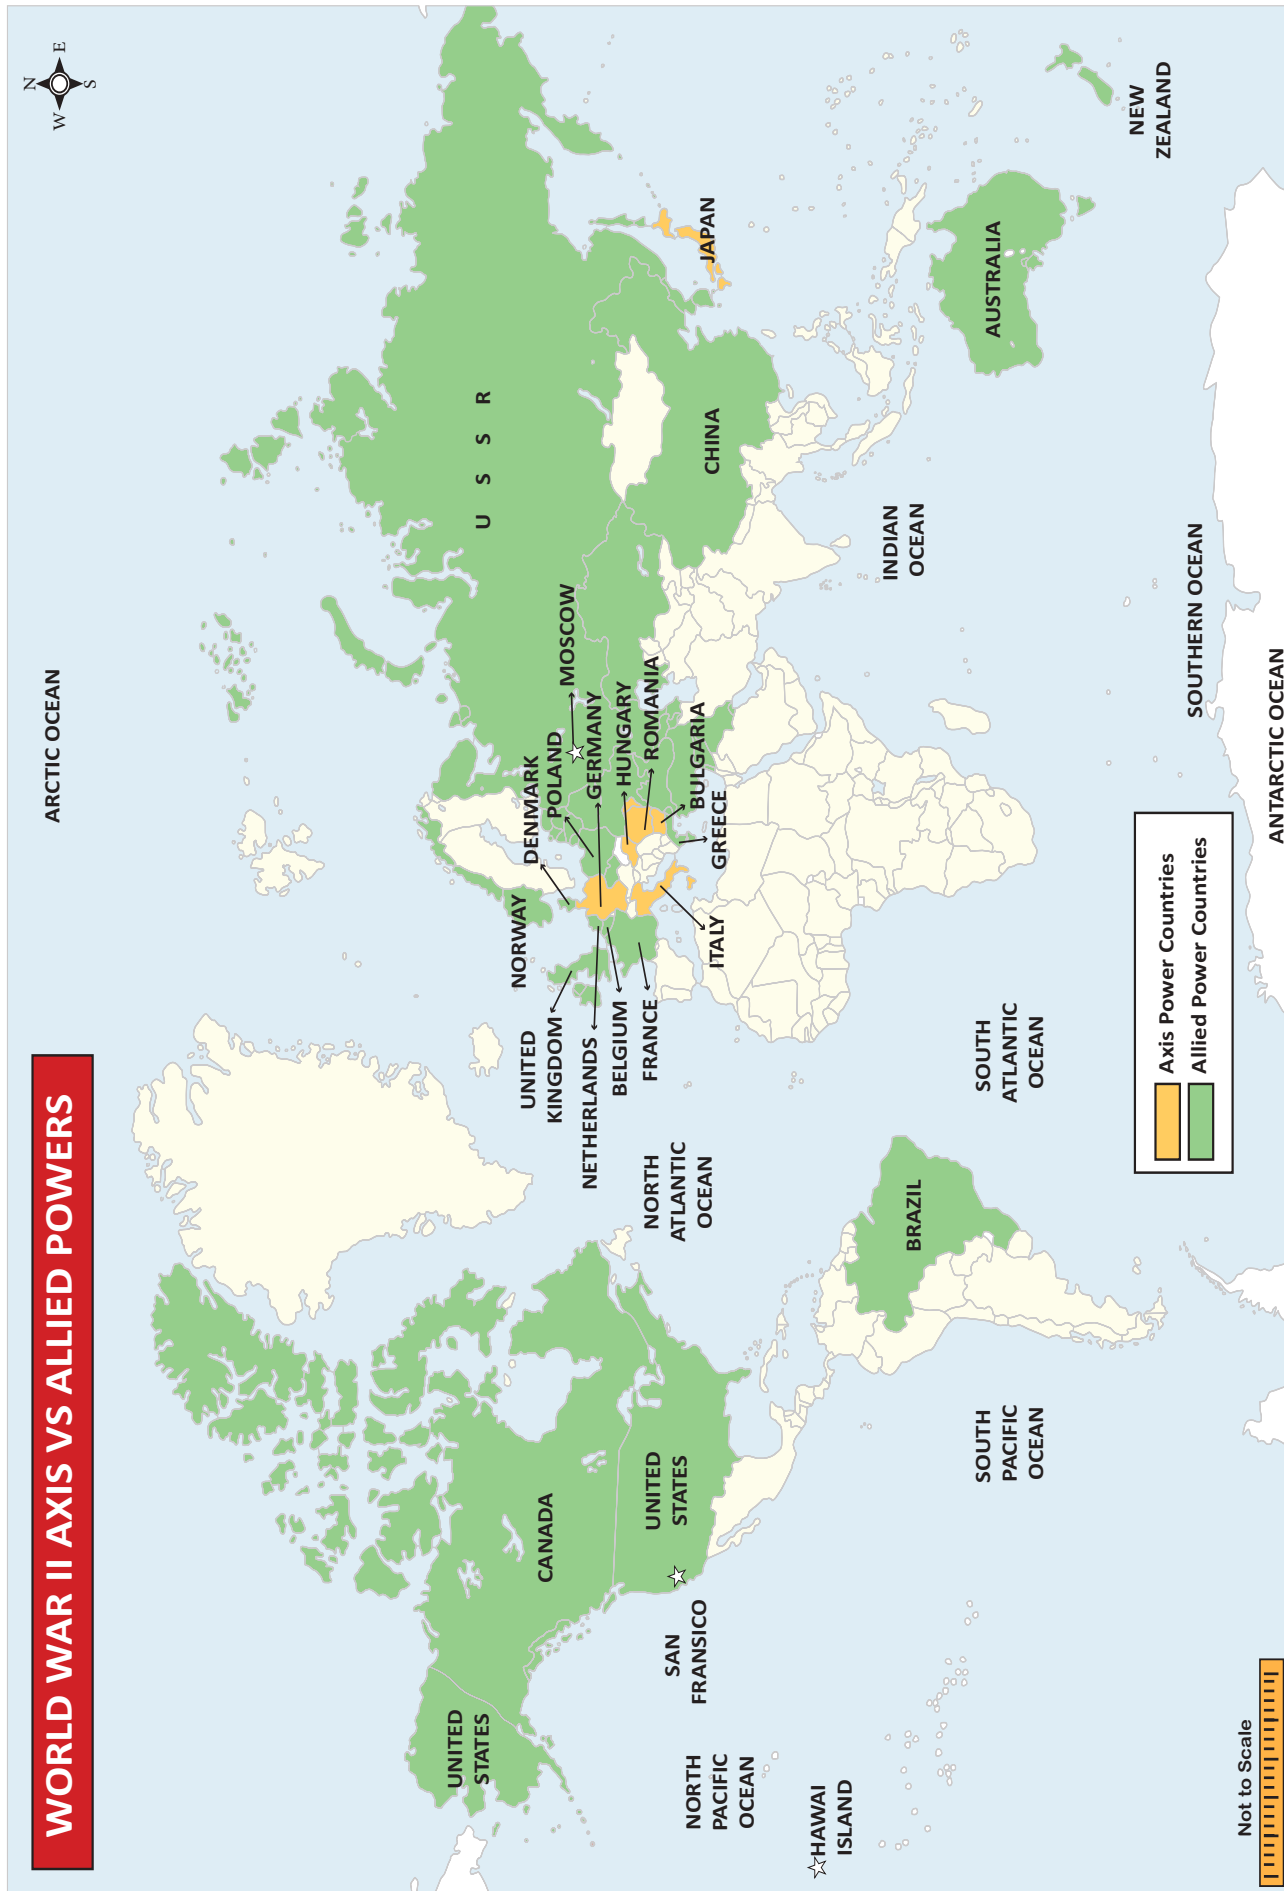 WORLD WAR II AXIS VS ALLIED POWERS
N
W
E
S
ARCTIC OCEAN
UNITED
STATES
CANADA
UNITED
STATES
SAN
FRANSICO
NORTH
PACIFIC
OCEAN
HAWAI
ISLAND
NORTH
ATLANTIC
OCEAN
BRAZIL
SOUTH
PACIFIC
OCEAN
SOUTH
ATLANTIC
OCEAN
NORWAY
UNITED
KINGDOM
NETHERLANDS
BELGIUM
FRANCE
DENMARK
POLAND
MOSCOW
GERMANY
HUNGARY
ROMANIA
BULGARIA
GREECE
ITALY
U S S R
CHINA
JAPAN
INDIAN
OCEAN
AUSTRALIA
NEW
ZEALAND
SOUTHERN OCEAN
ANTARCTIC OCEAN
Axis Power Countries
Allied Power Countries
Not to Scale